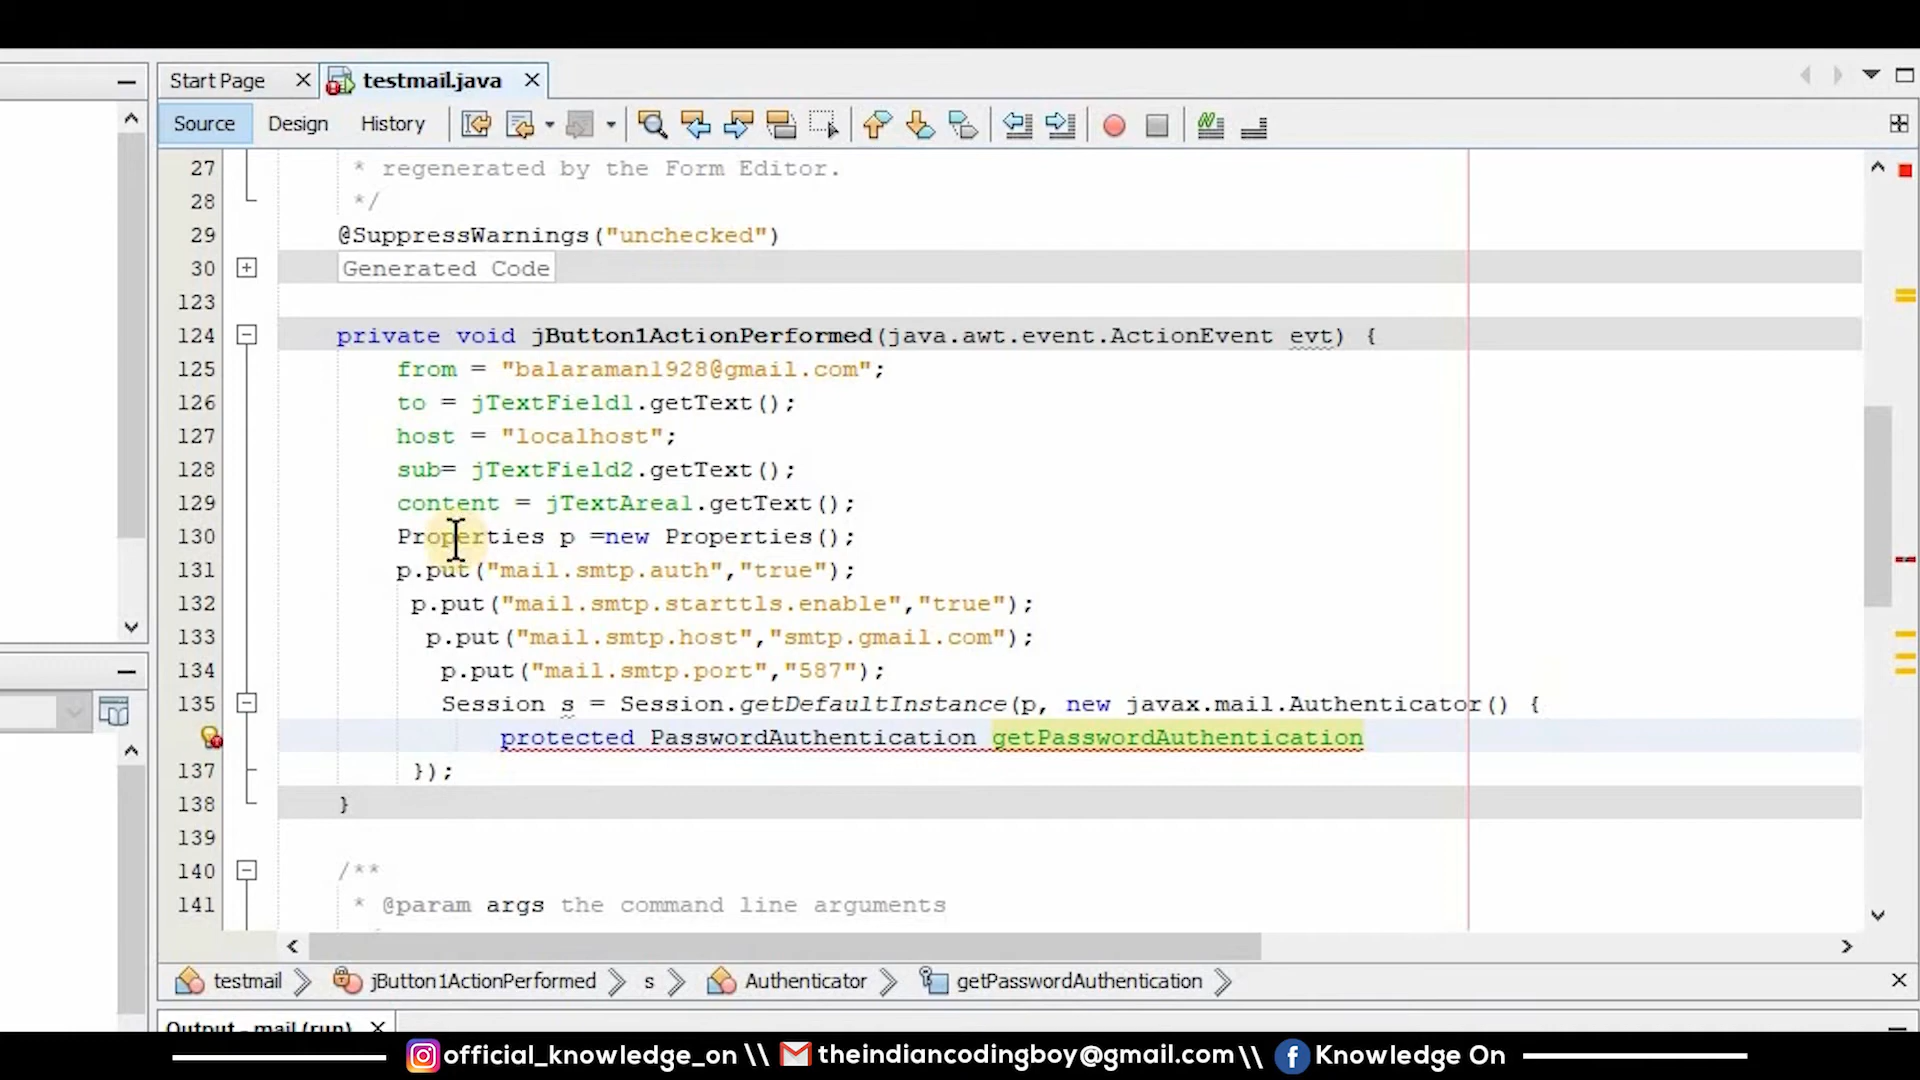 Start Page
testmail.java
Source Design History
27 * regenerated by the Form Editor.
28 */
29 @SuppressWarnings("unchecked")
30 Generated Code
123
124 private void jButton1ActionPerformed(java.awt.event.ActionEvent evt) {
125 from = "balaraman1928@gmail.com";
126 to = jTextField1.getText();
127 host = "localhost";
128 sub= jTextField2.getText();
129 content = jTextArea1.getText();
130 Properties p =new Properties();
131 p.put("mail.smtp.auth","true");
132 p.put("mail.smtp.starttls.enable","true");
133 p.put("mail.smtp.host","smtp.gmail.com");
134 p.put("mail.smtp.port","587");
135 Session s = Session.getDefaultInstance(p, new javax.mail.Authenticator() {
protected PasswordAuthentication getPasswordAuthentication
137 });
138 }
139
140 /**
141 * @param args the command line arguments
testmail jButton1ActionPerformed s Authenticator getPasswordAuthentication
Output - mail (run)
official_knowledge_on \\ theindiancodingboy@gmail.com \\ Knowledge On